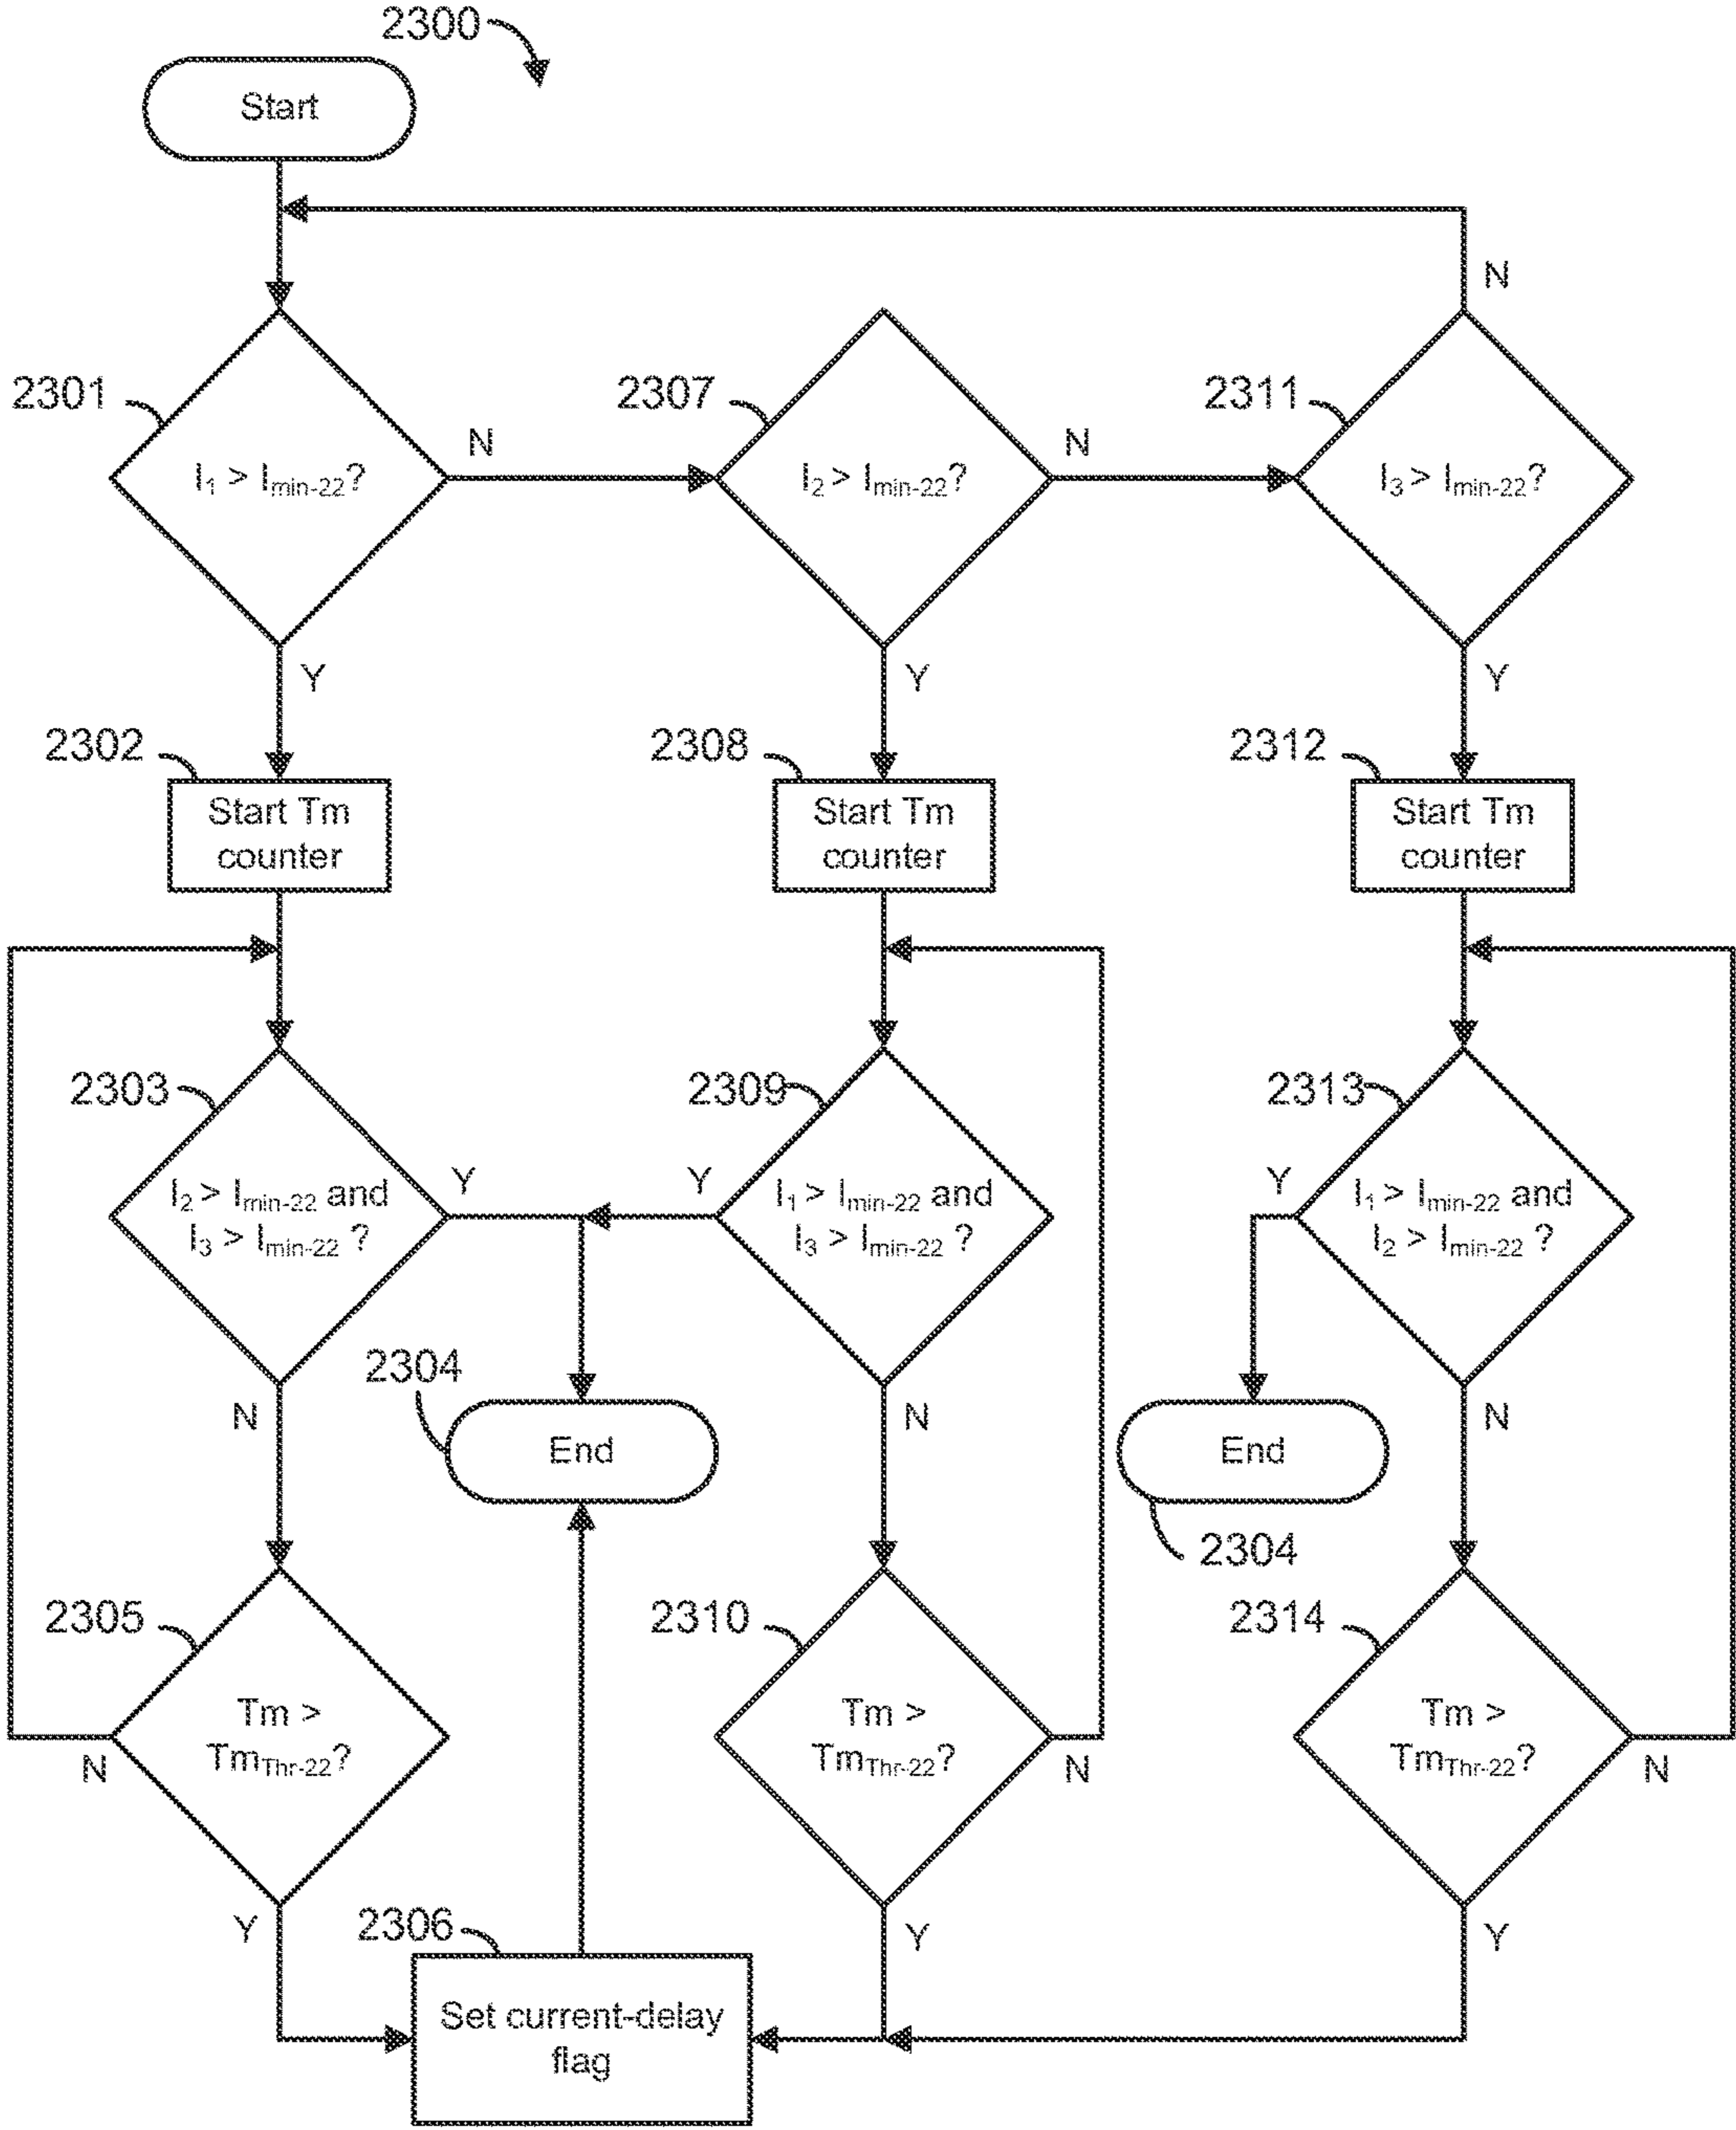 2300
Start
N
2301
2307
2311
N
N
I1 > Imin-22?
I2 > Imin-22?
I3 > Imin-22?
Y
Y
Y
2302
2308
2312
Start Tm
counter
Start Tm
counter
Start Tm
counter
2303
2309
2313
Y
Y
Y
I2 > Imin-22 and
I3 > Imin-22 ?
I1 > Imin-22 and
I3 > Imin-22 ?
I1 > Imin-22 and
I2 > Imin-22 ?
2304
N
N
N
End
End
2304
2305
2310
2314
Tm >
TmThr-22?
Tm >
TmThr-22?
Tm >
TmThr-22?
N
N
N
Y
2306
Y
Y
Set current-delay
flag